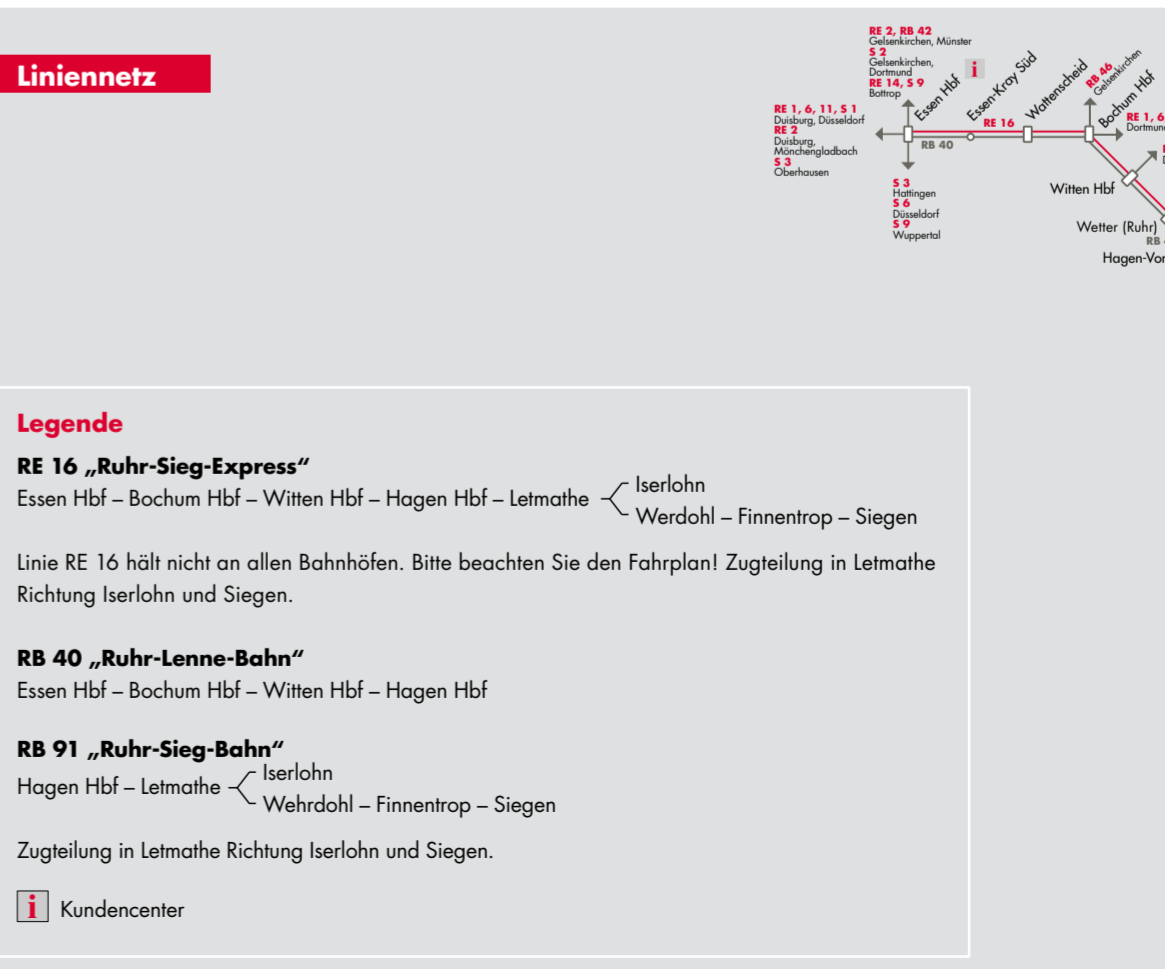 Liniennetz
RE 2, RB 42
Gelsenkirchen, Münster
S 2
Gelsenkirchen,
Dortmund
RE 14, S 9
Bottrop
i
Essen Hbf
Essen-Kray Süd
Wattenscheid
RB 46
Gelsenkirchen
Bochum Hbf
RE 1, 6, 11, S 1
Duisburg, Düsseldorf
RE 2
Duisburg,
Mönchengladbach
S 3
Oberhausen
RE 16
RB 40
RE 1, 6
S 3
Hattingen
S 6
Düsseldorf
S 9
Wuppertal
Witten Hbf
Wetter (Ruhr)
RB
Legende
RE 16 „Ruhr-Sieg-Express“
Essen Hbf – Bochum Hbf – Witten Hbf – Hagen Hbf – Letmathe
Iserlohn
Werdohl – Finnentrop – Siegen
Linie RE 16 hält nicht an allen Bahnhöfen. Bitte beachten Sie den Fahrplan! Zugteilung in Letmathe
Richtung Iserlohn und Siegen.
RB 40 „Ruhr-Lenne-Bahn“
Essen Hbf – Bochum Hbf – Witten Hbf – Hagen Hbf
RB 91 „Ruhr-Sieg-Bahn“
Hagen Hbf – Letmathe
Iserlohn
Wehrdohl – Finnentrop – Siegen
Zugteilung in Letmathe Richtung Iserlohn und Siegen.
i Kundencenter